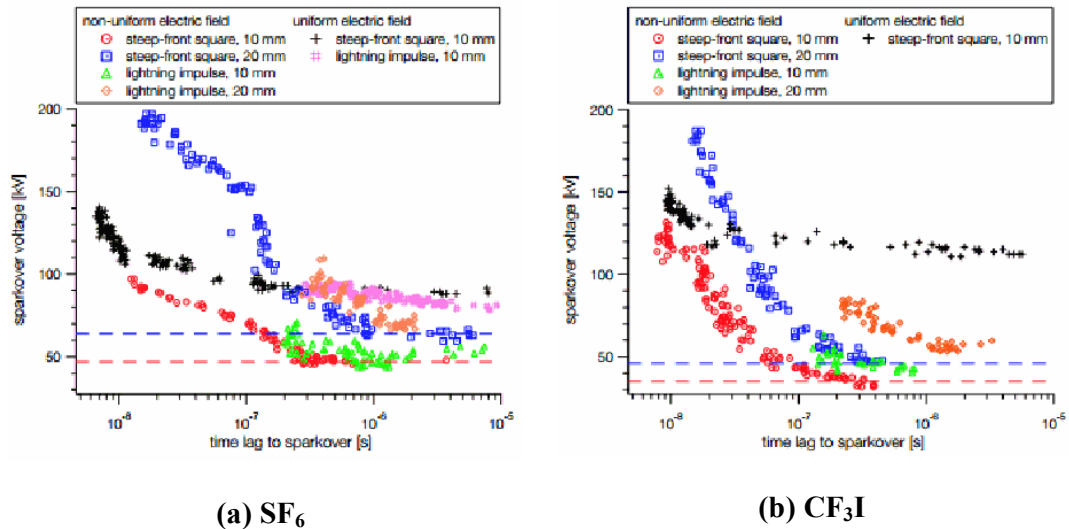 non-uniform electric field uniform electric field
steep-front square, 10 mm steep-front square, 10 mm
steep-front square, 20 mm lightning impulse, 10 mm
lightning impulse, 10 mm
lightning impulse, 20 mm
200
150
100
50
sparkover voltage [kV]
10⁻⁸ 10⁻⁷ 10⁻⁶ 10⁻⁵
time lag to sparkover [s]
(a) SF₆
non-uniform electric field uniform electric field
steep-front square, 10 mm steep-front square, 10 mm
steep-front square, 20 mm
lightning impulse, 10 mm
lightning impulse, 20 mm
200
150
100
50
sparkover voltage [kV]
10⁻⁸ 10⁻⁷ 10⁻⁶ 10⁻⁵
time lag to sparkover [s]
(b) CF₃I